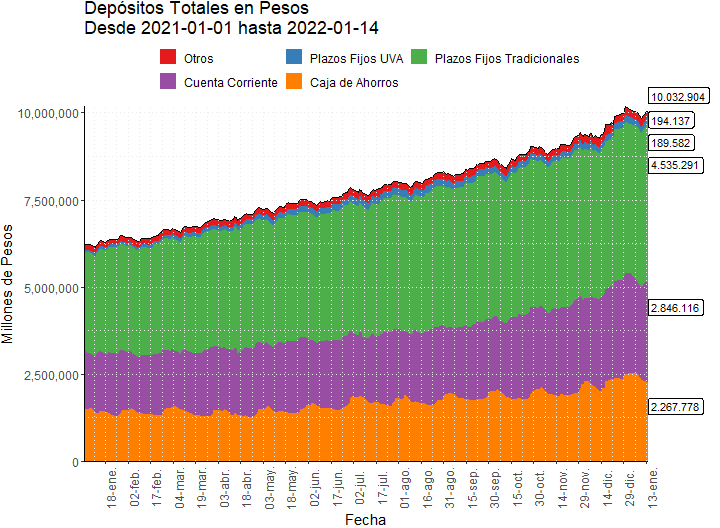 Depósitos Totales en Pesos
Desde 2021-01-01 hasta 2022-01-14
Otros
Plazos Fijos UVA
Plazos Fijos Tradicionales
Cuenta Corriente
Caja de Ahorros
Millones de Pesos
10,000,000
7,500,000
5,000,000
2,500,000
0
10.032.904
194.137
189.582
4.535.291
2.846.116
2.267.778
18-ene.
02-feb.
17-feb.
04-mar.
19-mar.
03-abr.
18-abr.
03-may.
18-may.
02-jun.
17-jun.
02-jul.
17-jul.
01-ago.
16-ago.
31-ago.
15-sep.
30-sep.
15-oct.
30-oct.
14-nov.
29-nov.
14-dic.
29-dic.
13-ene.
Fecha